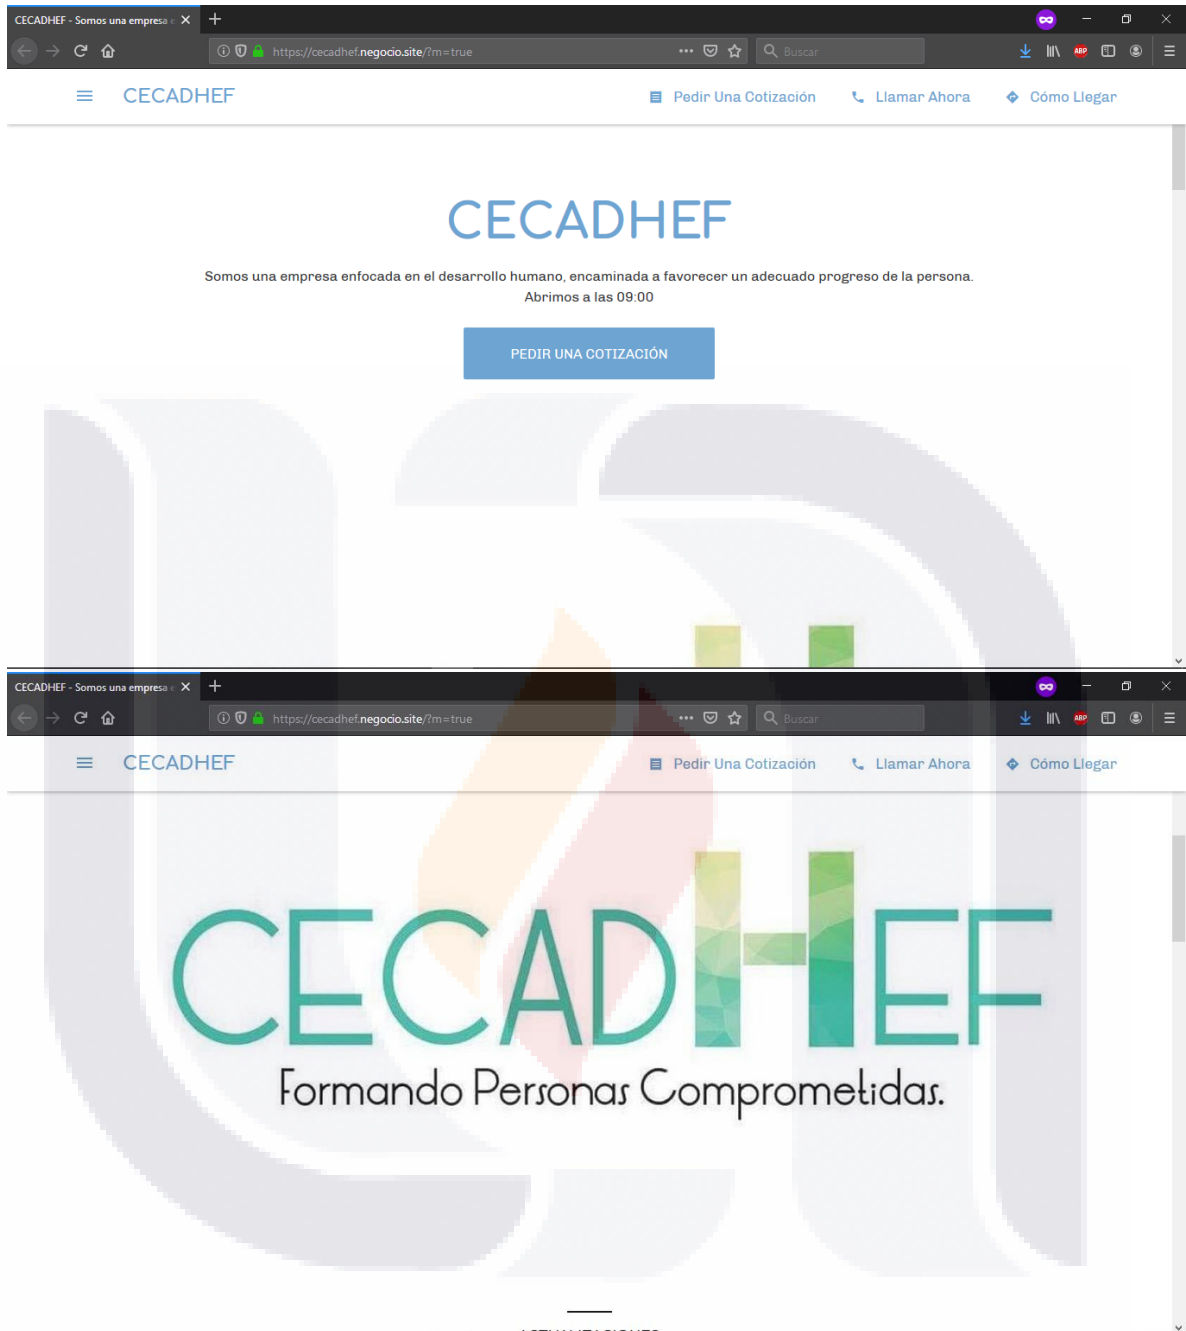 CECADHEF - Somos una empresa e
https://cecadhef.negocio.site/?m=true
Buscar
ABP
CECADHEF
Pedir Una Cotización
Llamar Ahora
Cómo Llegar
CECADHEF
Somos una empresa enfocada en el desarrollo humano, encaminada a favorecer un adecuado progreso de la persona.
Abrimos a las 09:00
PEDIR UNA COTIZACIÓN
CECADHEF - Somos una empresa e
https://cecadhef.negocio.site/?m=true
Buscar
ABP
CECADHEF
Pedir Una Cotización
Llamar Ahora
Cómo Llegar
CECADHEF
Formando Personas Comprometidas.